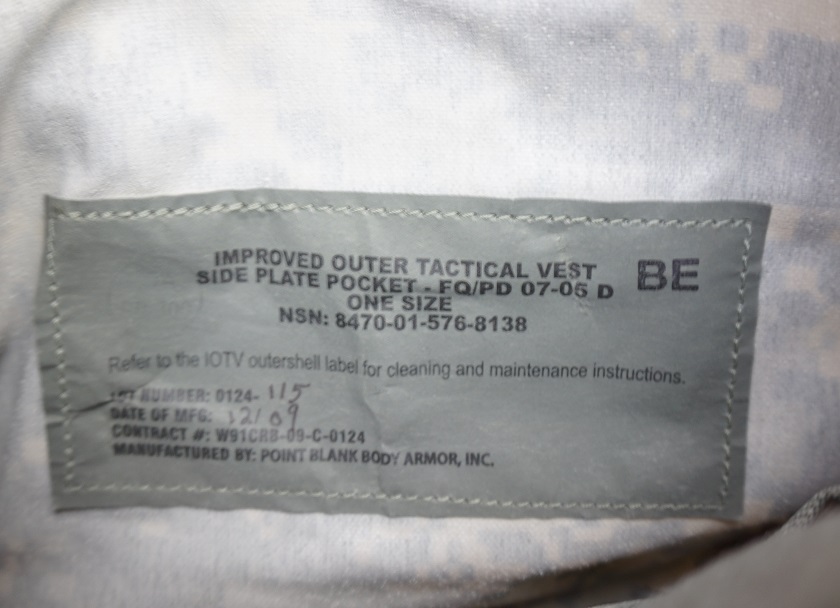 IMPROVED OUTER TACTICAL VEST
SIDE PLATE POCKET - FQ/PD 07-05 D
BE
ONE SIZE
NSN: 8470-01-576-8138
Refer to the IOTV outershell label for cleaning and maintenance instructions.
LOT NUMBER: 0124- 115
DATE OF MFG: 12/09
CONTRACT #: W91CRB-09-C-0124
MANUFACTURED BY: POINT BLANK BODY ARMOR, INC.